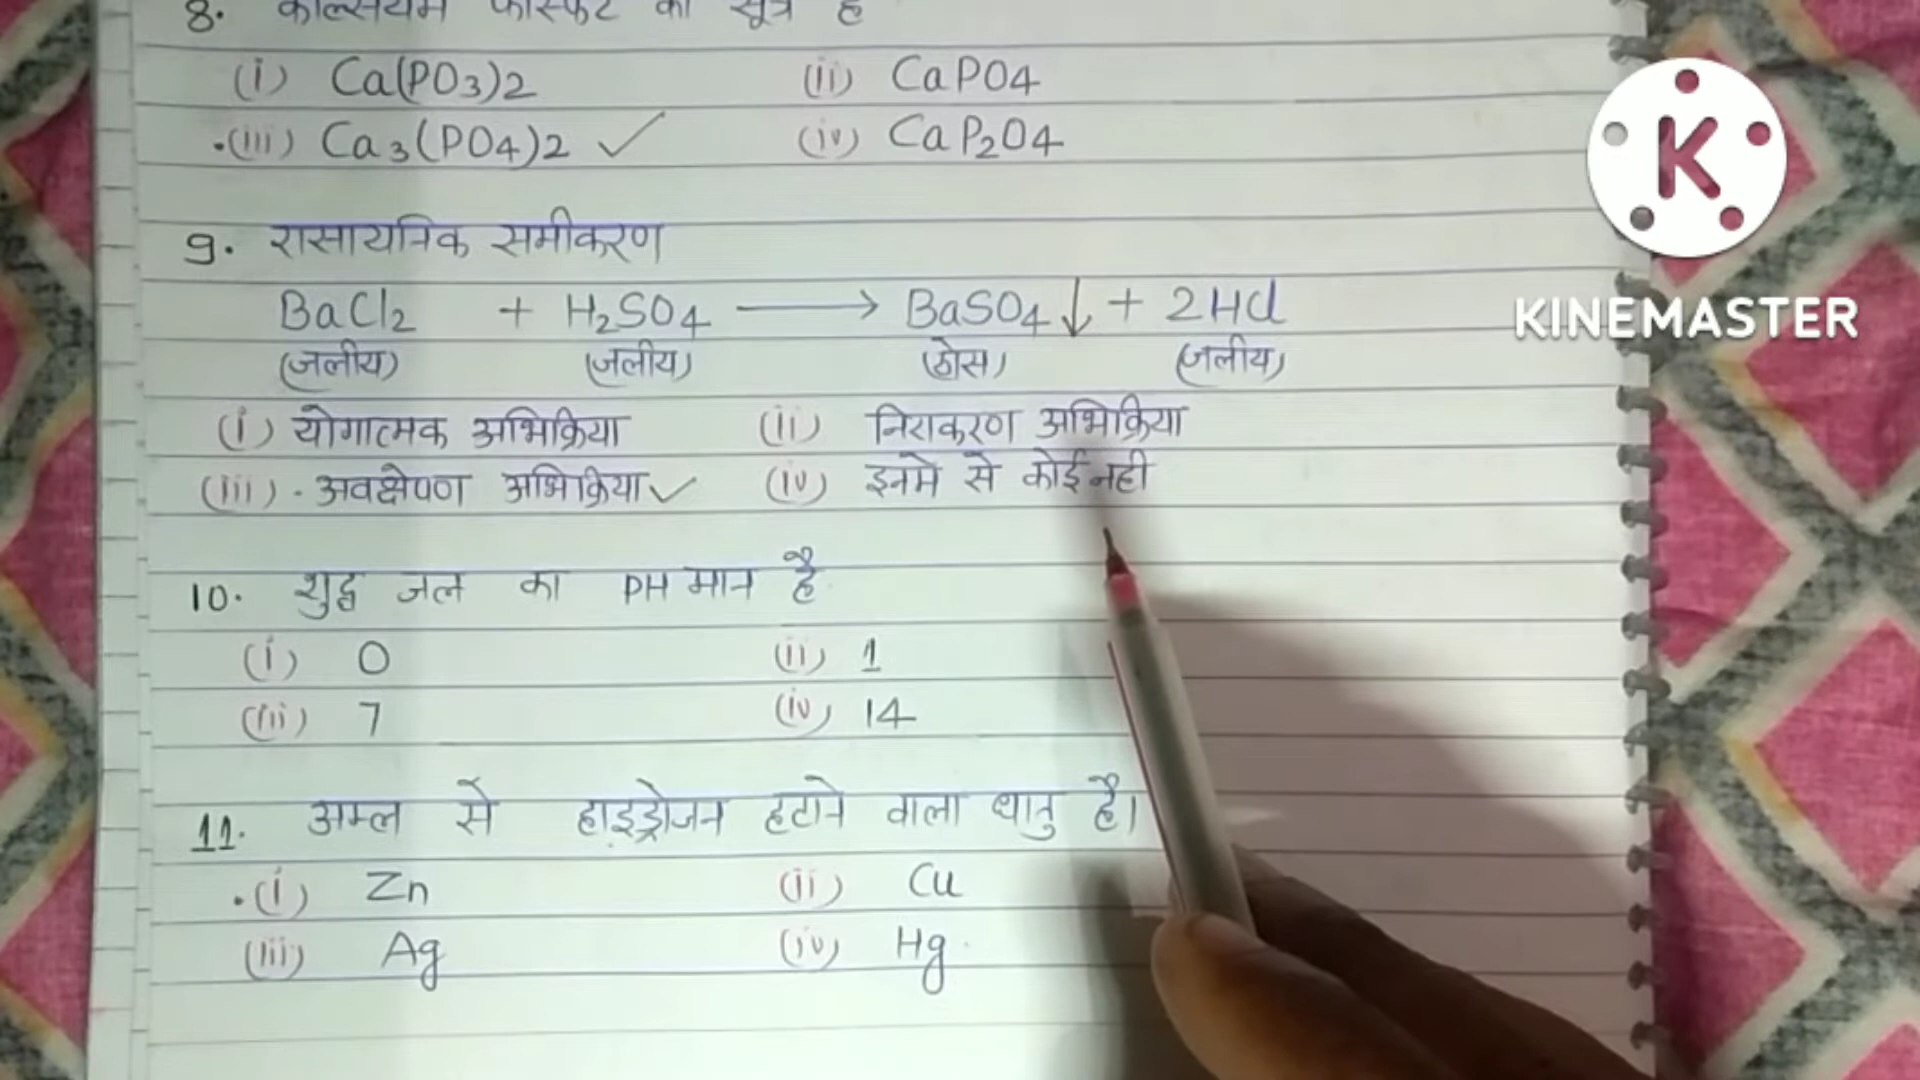 8. कैल्सियम फास्फेट का सूत्र है
(i) Ca(PO3)2 (ii) CaPO4
(iii) Ca3(PO4)2 ✓ (iv) CaP2O4
9. रासायनिक समीकरण
BaCl2 + H2SO4 ⟶ BaSO4↓ + 2HCl
(जलीय) (जलीय) (ठोस) (जलीय)
(i) योगात्मक अभिक्रिया (ii) निराकरण अभिक्रिया
(iii) अवक्षेपण अभिक्रिया ✓ (iv) इनमे से कोई नही
10. शुद्ध जल का PH मान है
(i) 0 (ii) 1
(iii) 7 (iv) 14
11. अम्ल से हाइड्रोजन हटाने वाला धातु है।
(i) Zn (ii) Cu
(iii) Ag (iv) Hg
K
KINEMASTER